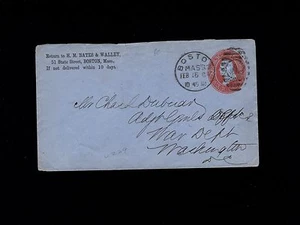 Return to E. M. BATES & WALLEY,
51 State Street, BOSTON, Mass.
If not delivered within 10 days.
BOSTON
MASS
FEB 16
Mr Chas
Adjt Genls Office
War Dept
Washington